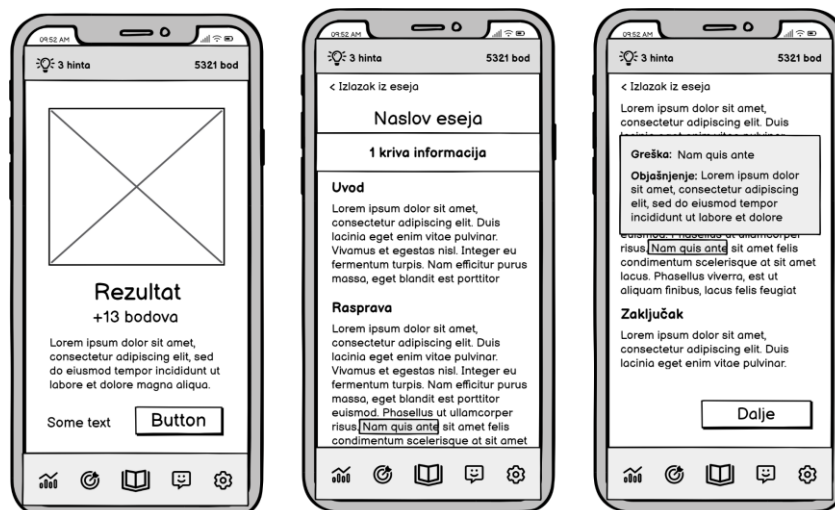 09:52 AM
3 hinta 5321 bod
Rezultat
+13 bodova
Lorem ipsum dolor sit amet,
consectetur adipiscing elit, sed
do eiusmod tempor incididunt ut
labore et dolore magna aliqua.
Some text Button
09:52 AM
3 hinta 5321 bod
< Izlazak iz eseja
Naslov eseja
1 kriva informacija
Uvod
Lorem ipsum dolor sit amet,
consectetur adipiscing elit. Duis
lacinia eget enim vitae pulvinar.
Vivamus et egestas nisl. Integer eu
fermentum turpis. Nam efficitur purus
massa, eget blandit est porttitor
Rasprava
Lorem ipsum dolor sit amet,
consectetur adipiscing elit. Duis
lacinia eget enim vitae pulvinar.
Vivamus et egestas nisl. Integer eu
fermentum turpis. Nam efficitur purus
massa, eget blandit est porttitor
euismod. Phasellus ut ullamcorper
risus. Nam quis ante sit amet felis
condimentum scelerisque at sit amet
09:52 AM
3 hinta 5321 bod
< Izlazak iz eseja
Lorem ipsum dolor sit amet,
consectetur adipiscing elit. Duis
Greška: Nam quis ante
Objašnjenje: Lorem ipsum dolor
sit amet, consectetur adipiscing
elit, sed do eiusmod tempor
incididunt ut labore et dolore
euismod. Phasellus ut ullamcorper
risus. Nam quis ante sit amet felis
condimentum scelerisque at sit amet
lacus. Phasellus viverra, est ut
aliquam finibus, lacus felis feugiat
Zaključak
Lorem ipsum dolor sit amet,
consectetur adipiscing elit. Duis
lacinia eget enim vitae pulvinar.
Dalje